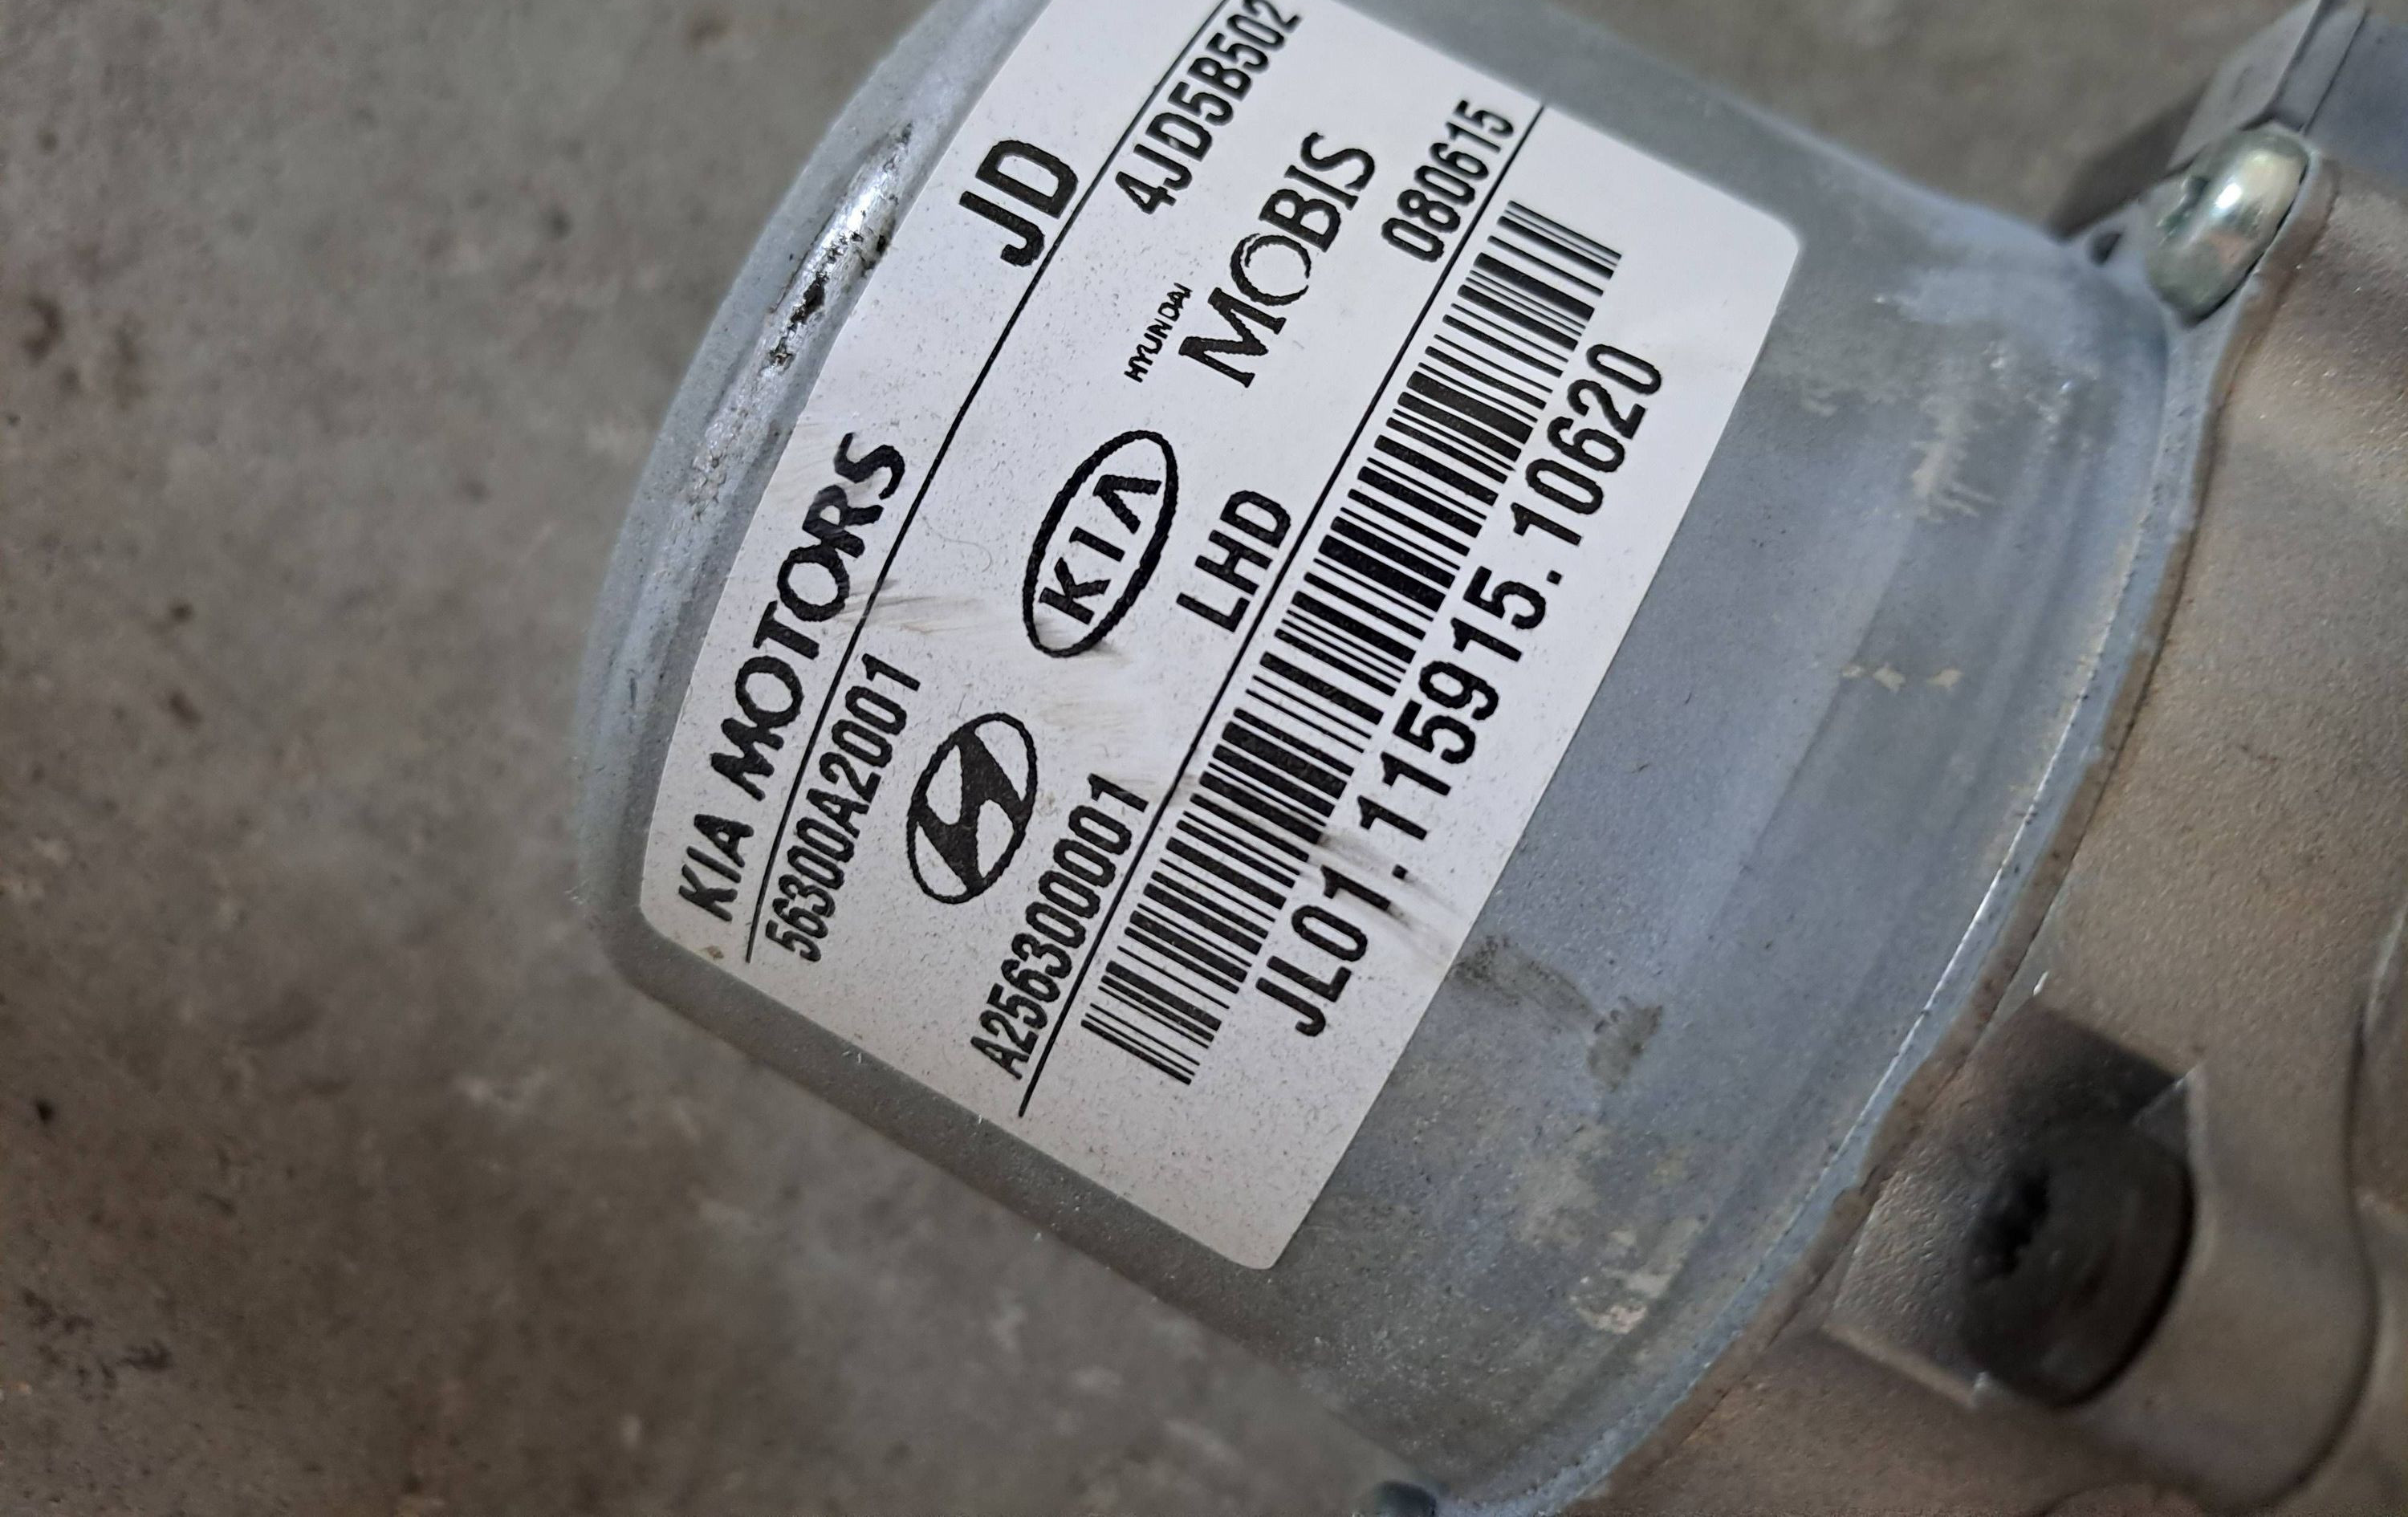 KIA MOTORS JD
56300A2001 4JD5B502
KIA HYUNDAI
MOBIS
A256300001 LHD 080615
JL01.115915.10620